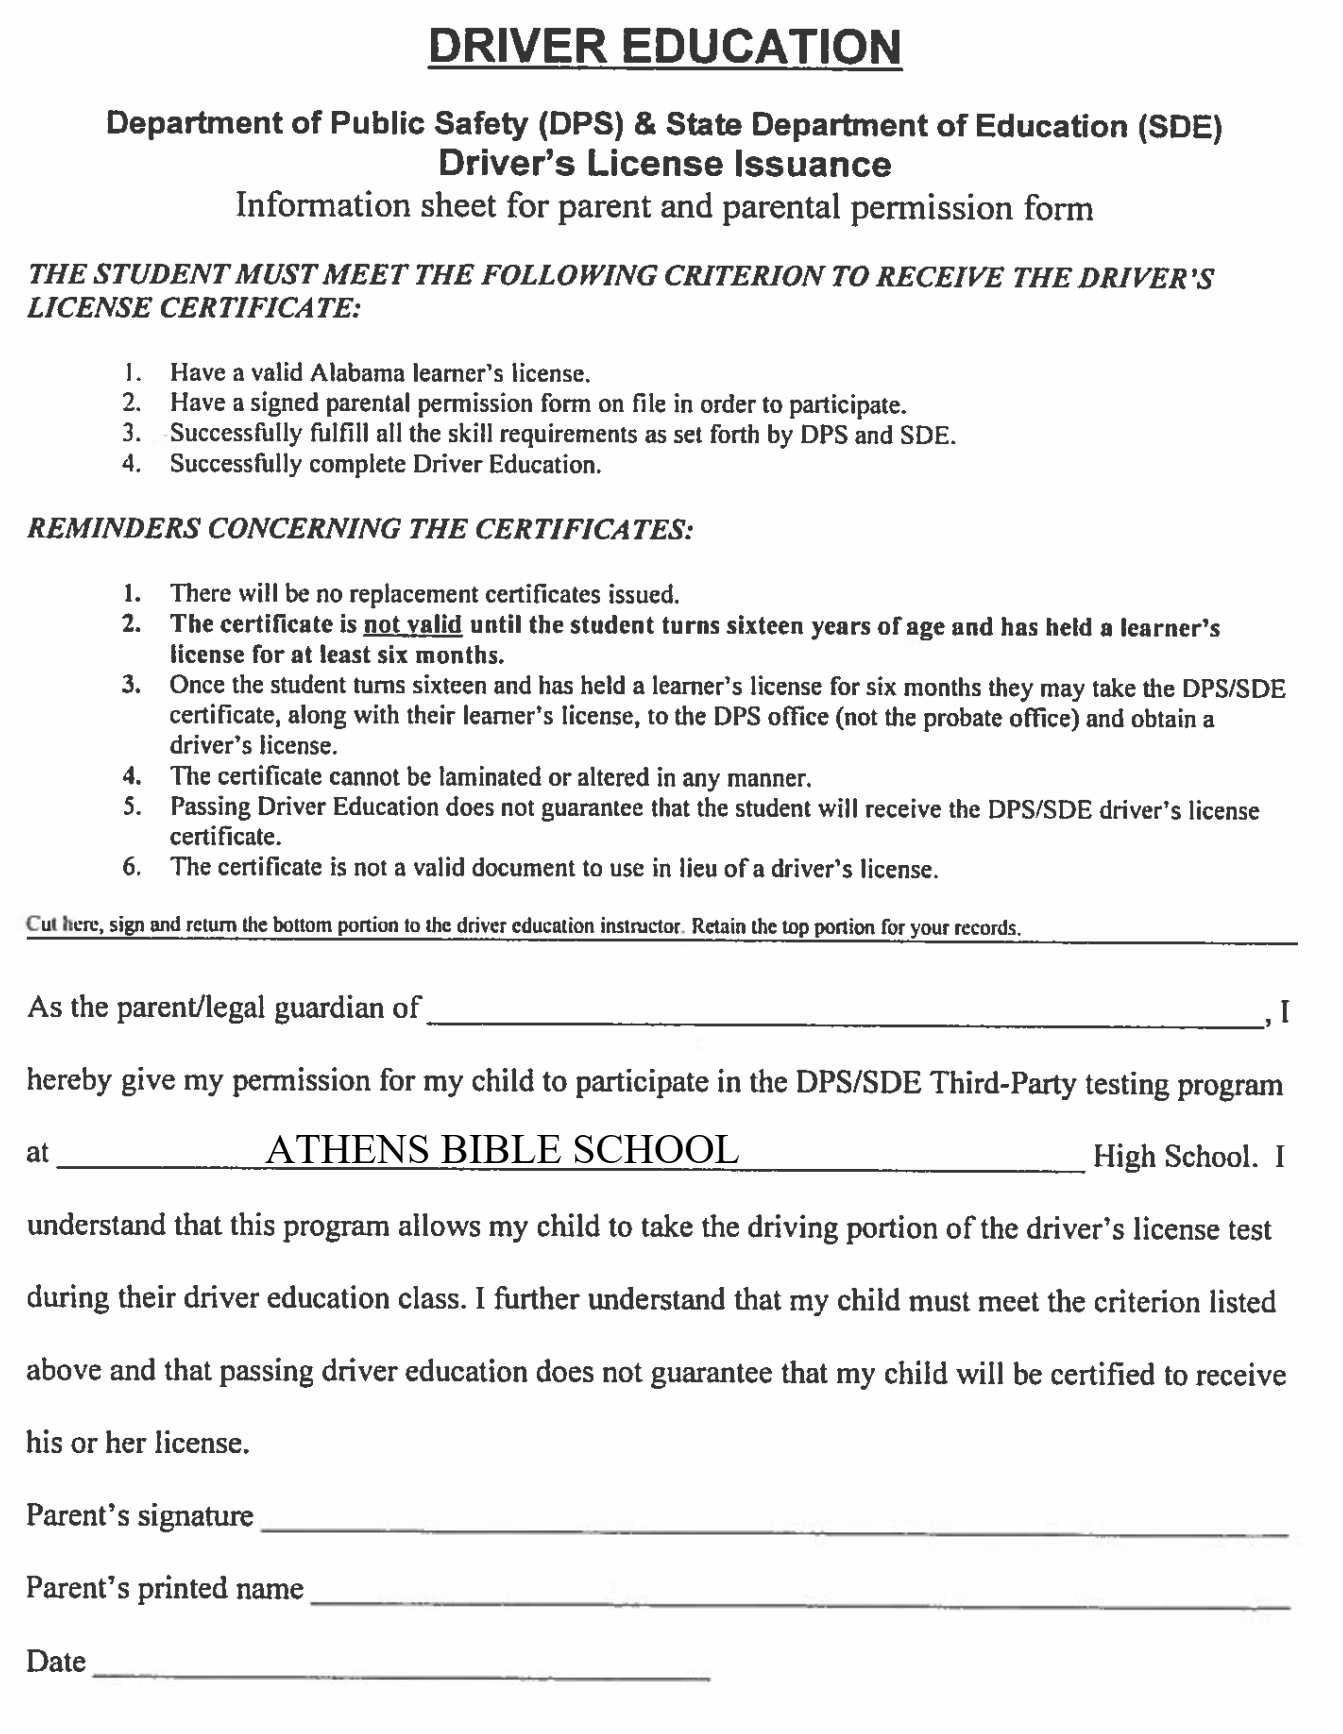 DRIVER EDUCATION
Department of Public Safety (DPS) & State Department of Education (SDE)
Driver's License Issuance
Information sheet for parent and parental permission form
THE STUDENT MUST MEET THE FOLLOWING CRITERION TO RECEIVE THE DRIVER'S
LICENSE CERTIFICATE:
1. Have a valid Alabama learner's license.
2. Have a signed parental permission form on file in order to participate.
3. Successfully fulfill all the skill requirements as set forth by DPS and SDE.
4. Successfully complete Driver Education.
REMINDERS CONCERNING THE CERTIFICATES:
1. There will be no replacement certificates issued.
2. The certificate is not valid until the student turns sixteen years of age and has held a learner's
license for at least six months.
3. Once the student turns sixteen and has held a learner's license for six months they may take the DPS/SDE
certificate, along with their learner's license, to the DPS office (not the probate office) and obtain a
driver's license.
4. The certificate cannot be laminated or altered in any manner.
5. Passing Driver Education does not guarantee that the student will receive the DPS/SDE driver's license
certificate.
6. The certificate is not a valid document to use in lieu of a driver's license.
Cut here, sign and return the bottom portion to the driver education instructor. Retain the top portion for your records.
As the parent/legal guardian of , I
hereby give my permission for my child to participate in the DPS/SDE Third-Party testing program
at ATHENS BIBLE SCHOOL High School. I
understand that this program allows my child to take the driving portion of the driver's license test
during their driver education class. I further understand that my child must meet the criterion listed
above and that passing driver education does not guarantee that my child will be certified to receive
his or her license.
Parent's signature
Parent's printed name
Date